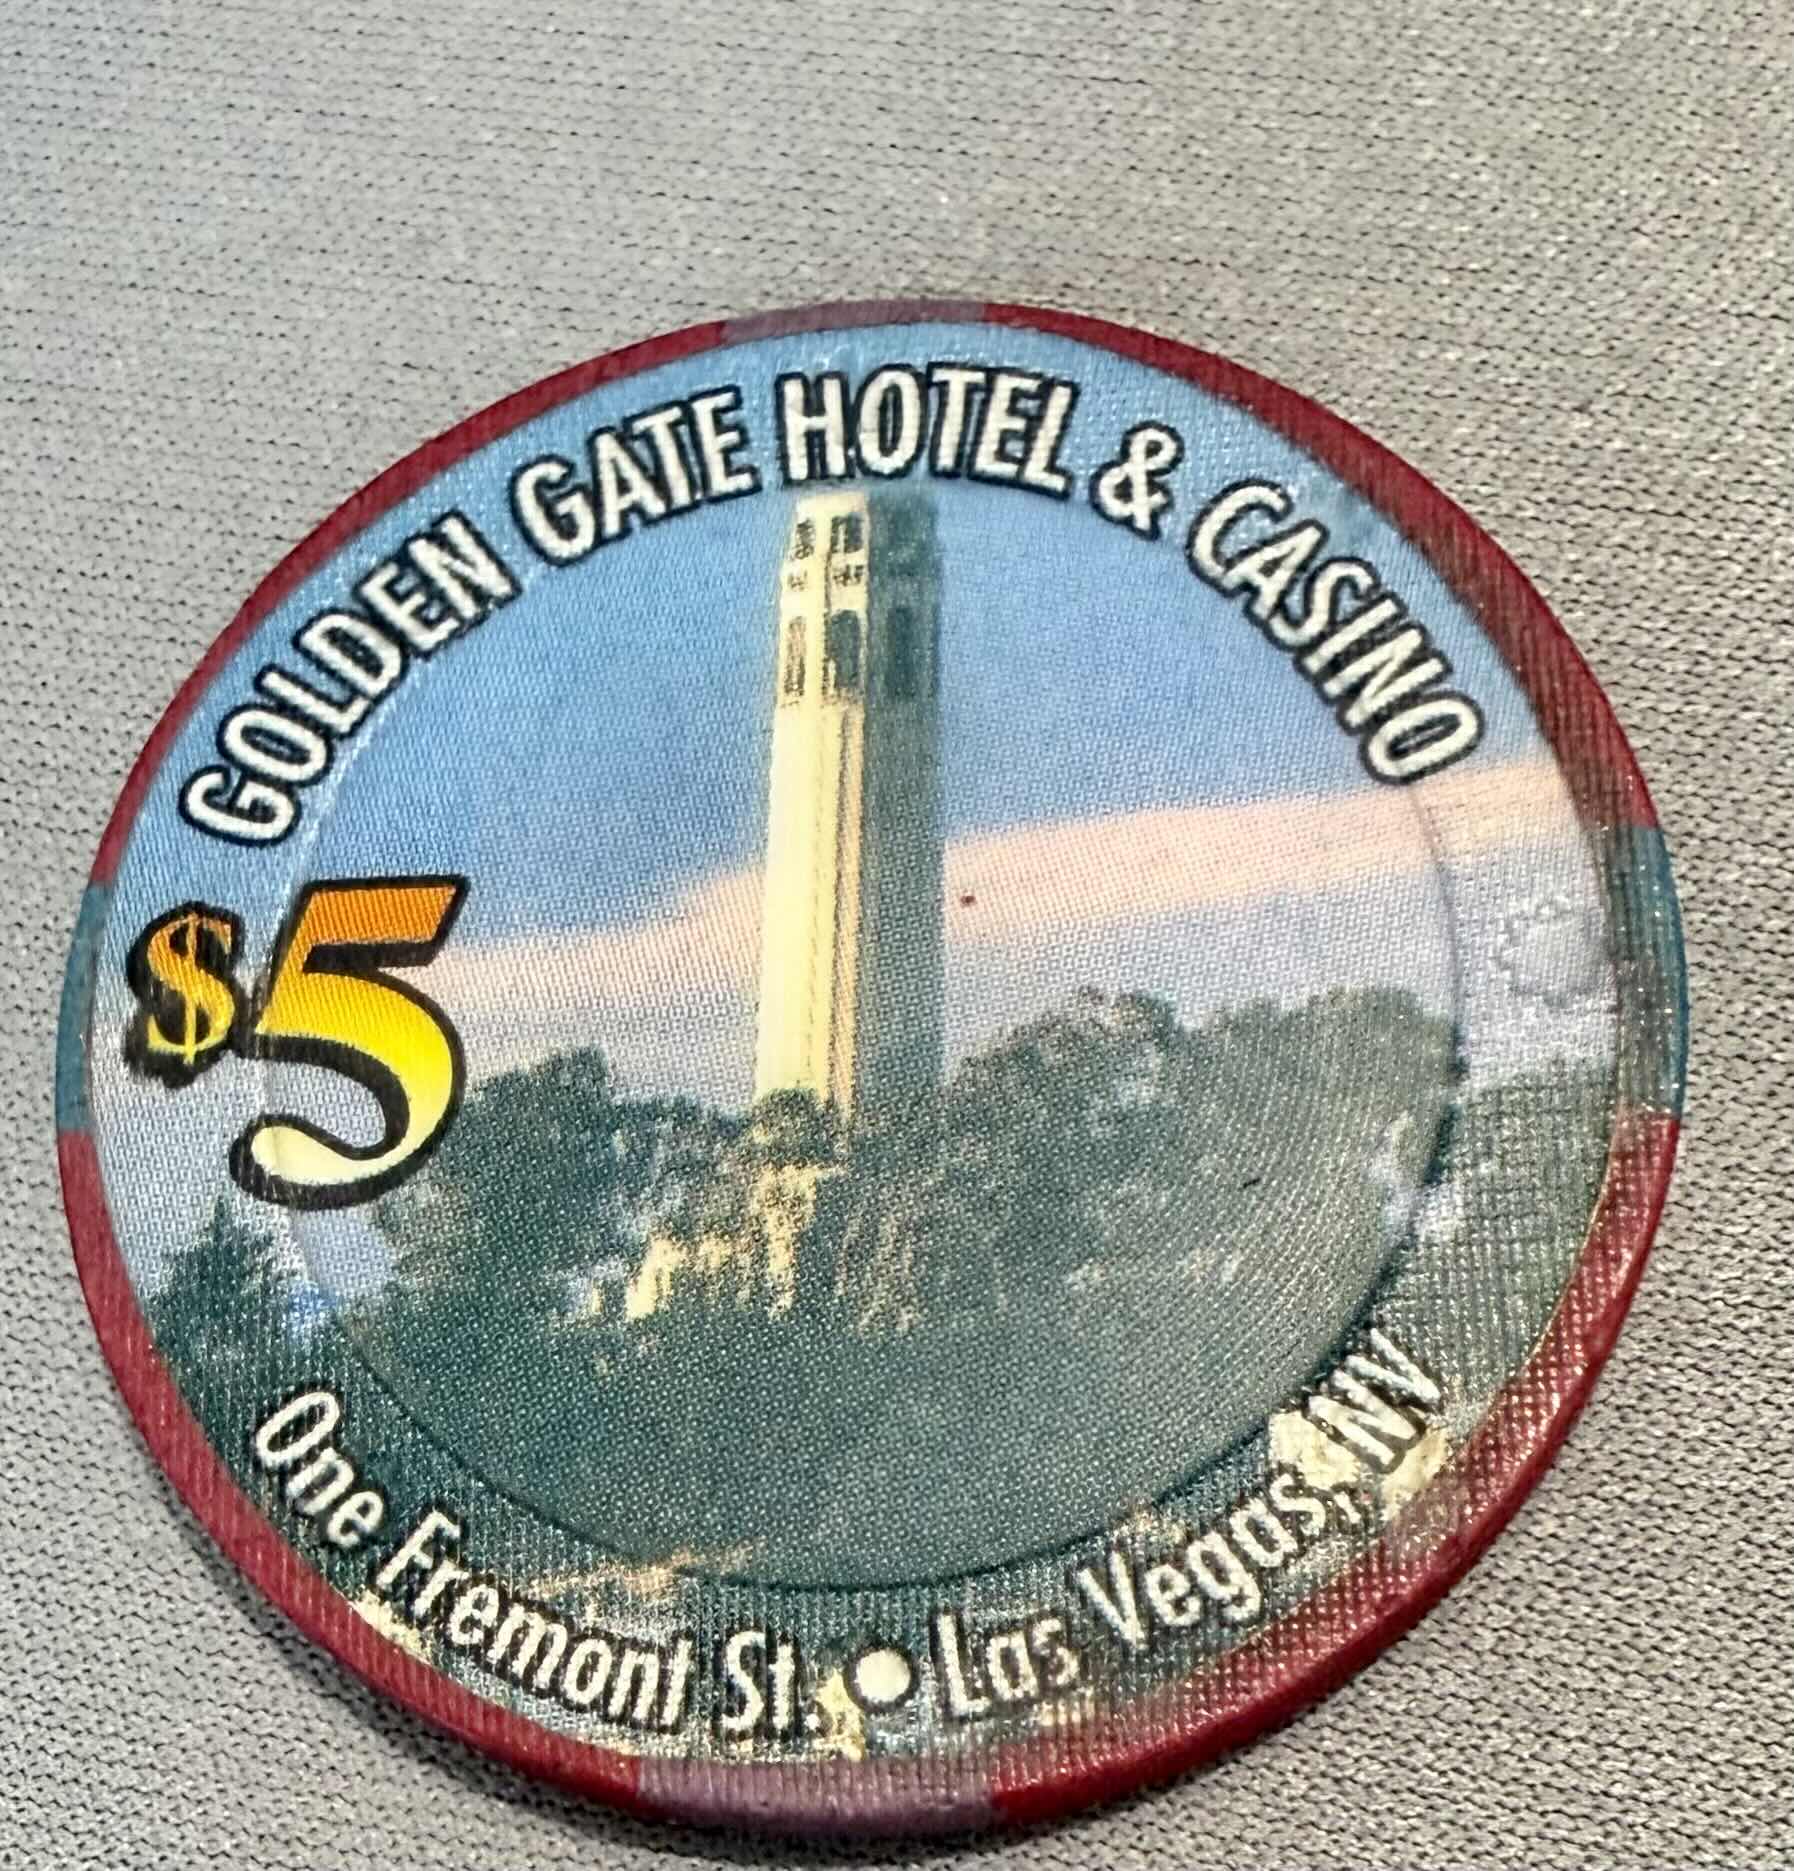 GOLDEN GATE HOTEL & CASINO
$5
One Fremont St. • Las Vegas, NV